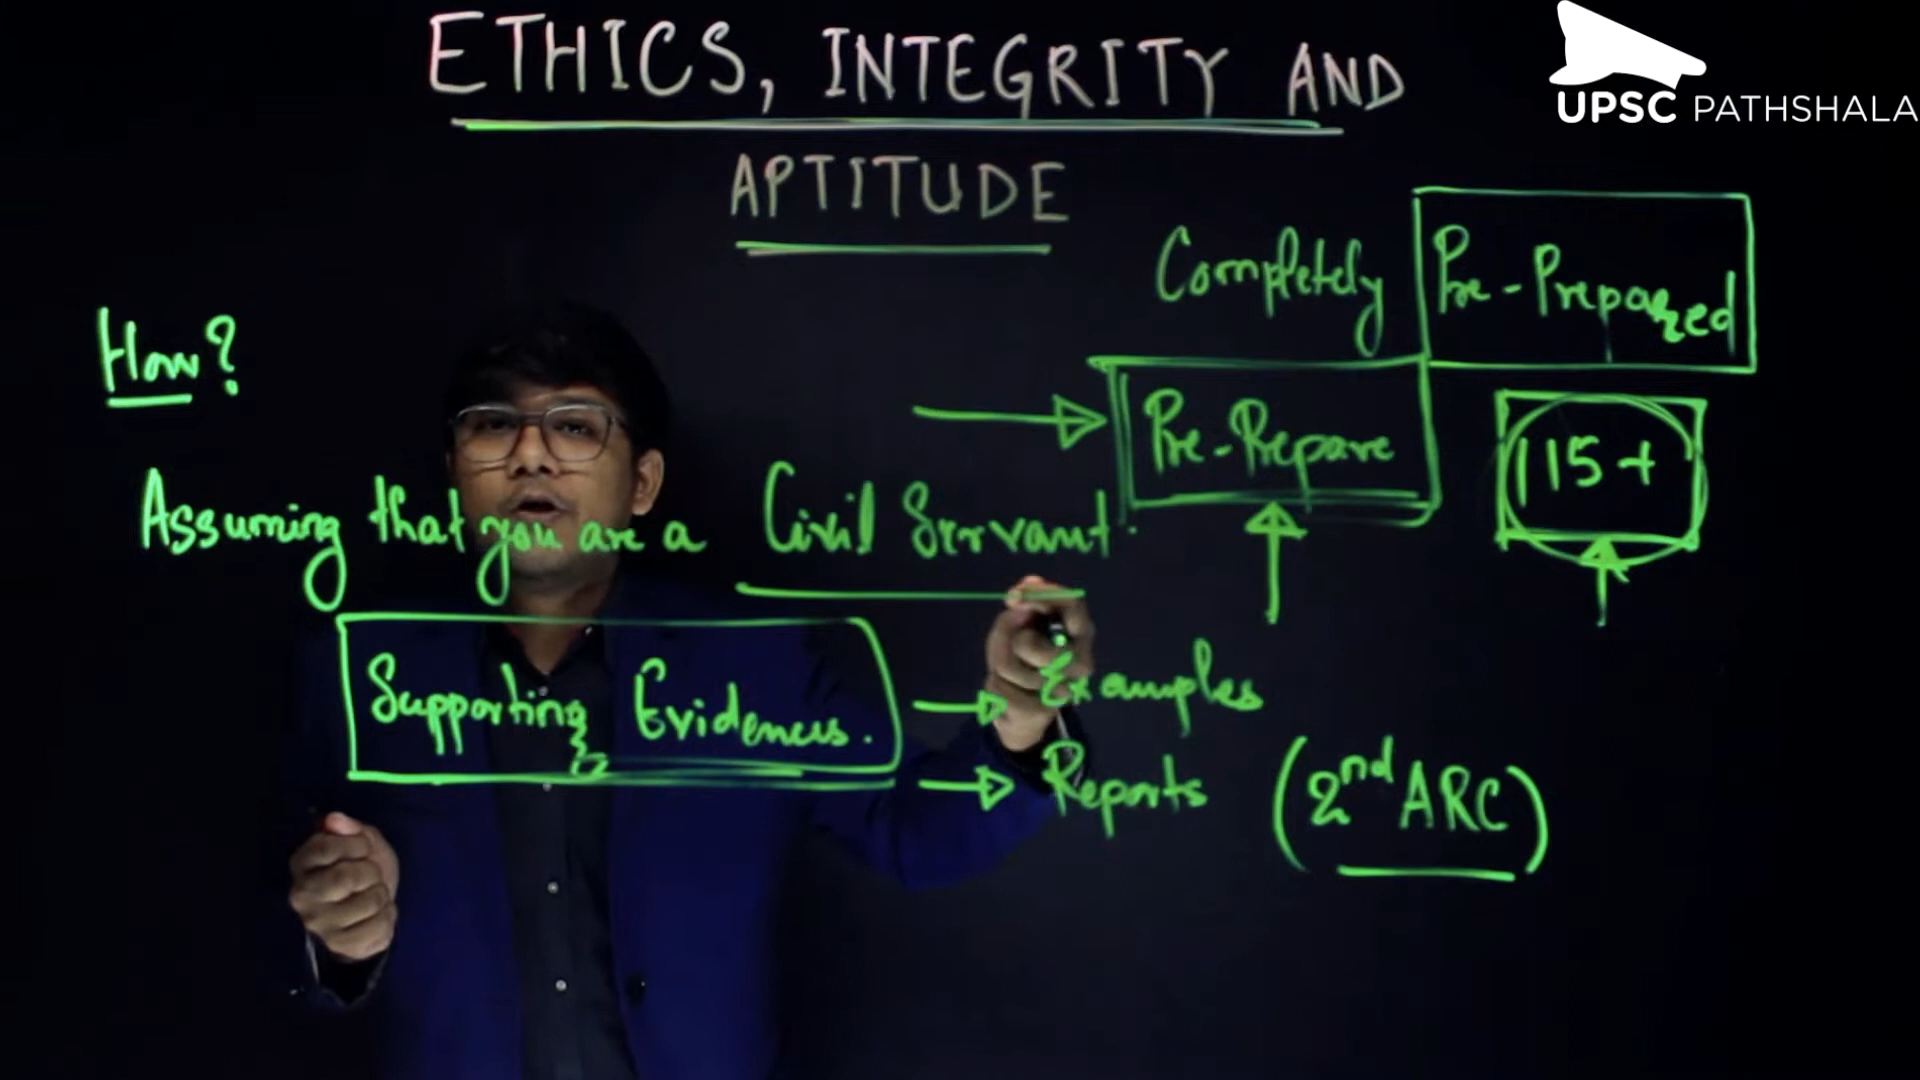 ETHICS, INTEGRITY AND
APTITUDE
UPSC PATHSHALA
Completely Pre-Prepared
How?
Pre-Prepare
115+
Assuming that you are a Civil Servant.
Supporting Evidences.
Examples
Reports (2nd ARC)